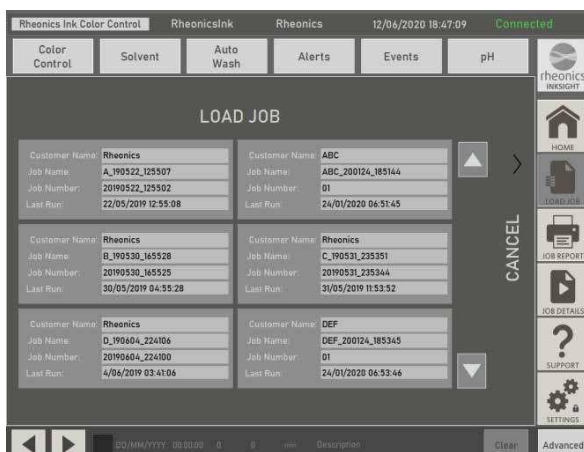 Rheonics Ink Color Control RheonicsInk Rheonics 12/06/2020 18:47:09 Connected
Color Control Solvent Auto Wash Alerts Events pH
rheonics
INKSIGHT
LOAD JOB
Customer Name: Rheonics
Job Name: A_190522_125507
Job Number: 20190522_125502
Last Run: 22/05/2019 12:55:08
Customer Name: ABC
Job Name: ABC_200124_185144
Job Number: 01
Last Run: 24/01/2020 06:51:45
Customer Name: Rheonics
Job Name: B_190530_165528
Job Number: 20190530_165525
Last Run: 30/05/2019 04:55:28
Customer Name: Rheonics
Job Name: C_190531_235351
Job Number: 20190531_235344
Last Run: 31/05/2019 11:53:52
Customer Name: Rheonics
Job Name: D_190604_224106
Job Number: 20190604_224100
Last Run: 4/06/2019 03:41:06
Customer Name: DEF
Job Name: DEF_200124_185345
Job Number: 01
Last Run: 24/01/2020 06:53:46
CANCEL
HOME
LOAD JOB
JOB REPORT
JOB DETAILS
SUPPORT
SETTINGS
DD/MM/YYYY 00:00:00 0 0 Description Clear Advanced